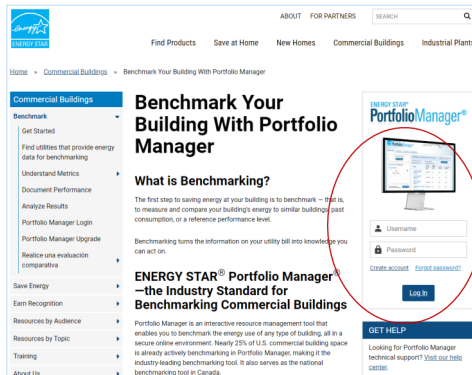 energy
ENERGY STAR
ABOUT FOR PARTNERS SEARCH
Find Products Save at Home New Homes Commercial Buildings Industrial Plants
Home » Commercial Buildings » Benchmark Your Building With Portfolio Manager
Commercial Buildings
Benchmark
Get Started
Find utilities that provide energy
data for benchmarking
Understand Metrics
Document Performance
Analyze Results
Portfolio Manager Login
Portfolio Manager Upgrade
Realice una evaluación
comparativa
Save Energy
Earn Recognition
Resources by Audience
Resources by Topic
Training
About Us
Benchmark Your
Building With Portfolio
Manager
What is Benchmarking?
The first step to saving energy at your building is to benchmark — that is,
to measure and compare your building's energy to similar buildings, past
consumption, or a reference performance level.
Benchmarking turns the information on your utility bill into knowledge you
can act on.
ENERGY STAR® Portfolio Manager®
—the Industry Standard for
Benchmarking Commercial Buildings
Portfolio Manager is an interactive resource management tool that
enables you to benchmark the energy use of any type of building, all in a
secure online environment. Nearly 25% of U.S. commercial building space
is already actively benchmarking in Portfolio Manager, making it the
industry-leading benchmarking tool. It also serves as the national
benchmarking tool in Canada.
ENERGY STAR®
PortfolioManager®
PortfolioManager
Username
Password
Create account Forgot password?
Log In
GET HELP
Looking for Portfolio Manager
technical support? Visit our help
center.